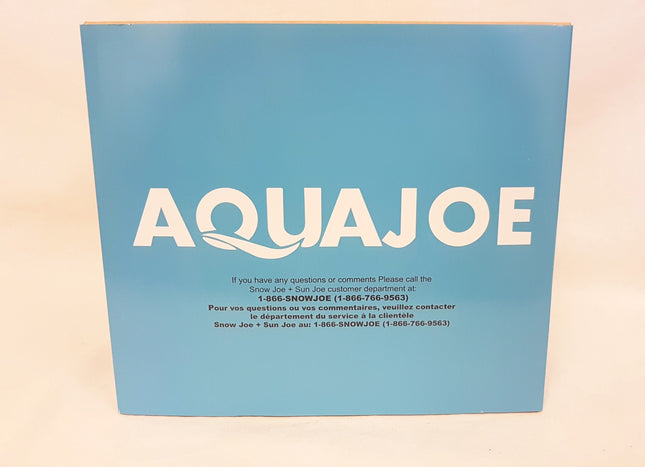 AQUAJOE
If you have any questions or comments Please call the
Snow Joe + Sun Joe customer department at:
1-866-SNOWJOE (1-866-766-9563)
Pour vos questions ou vos commentaires, veuillez contacter
le département du service à la clientèle
Snow Joe + Sun Joe au: 1-866-SNOWJOE (1-866-766-9563)